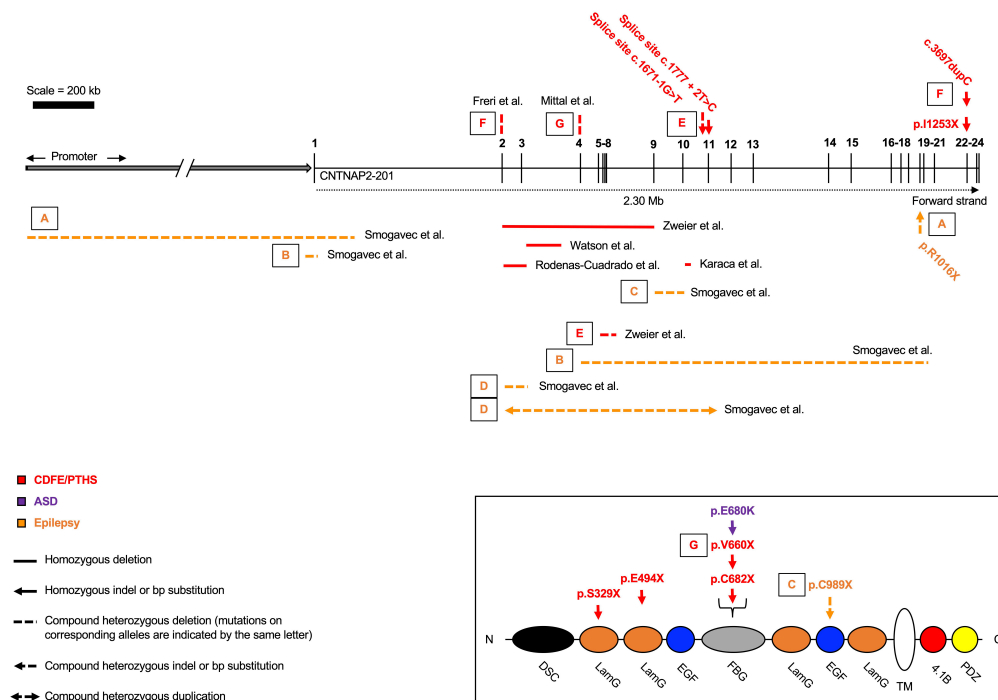 Splice site c.1777 + 2T>C
Splice site c.1671-1G>T
c.3697dupC
Scale = 200 kb
Freri et al.
Mittal et al.
F
G
E
F
p.I1253X
1
2
3
4
5-8
9
10
11
12
13
14
15
16-18
19-21
22-24
Promoter
CNTNAP2-201
2.30 Mb
Forward strand
A
Smogavec et al.
B
Smogavec et al.
Zweier et al.
Watson et al.
Rodenas-Cuadrado et al.
Karaca et al.
A
p.R1016X
C
Smogavec et al.
E
Zweier et al.
B
Smogavec et al.
D
Smogavec et al.
D
Smogavec et al.
CDFE/PTHS
ASD
Epilepsy
Homozygous deletion
Homozygous indel or bp substitution
Compound heterozygous deletion (mutations on
corresponding alleles are indicated by the same letter)
Compound heterozygous indel or bp substitution
Compound heterozygous duplication
p.E680K
G
p.V660X
p.S329X
p.E494X
p.C682X
C
p.C989X
N
DSC
LamG
LamG
EGF
FBG
LamG
EGF
LamG
TM
4.1B
PDZ